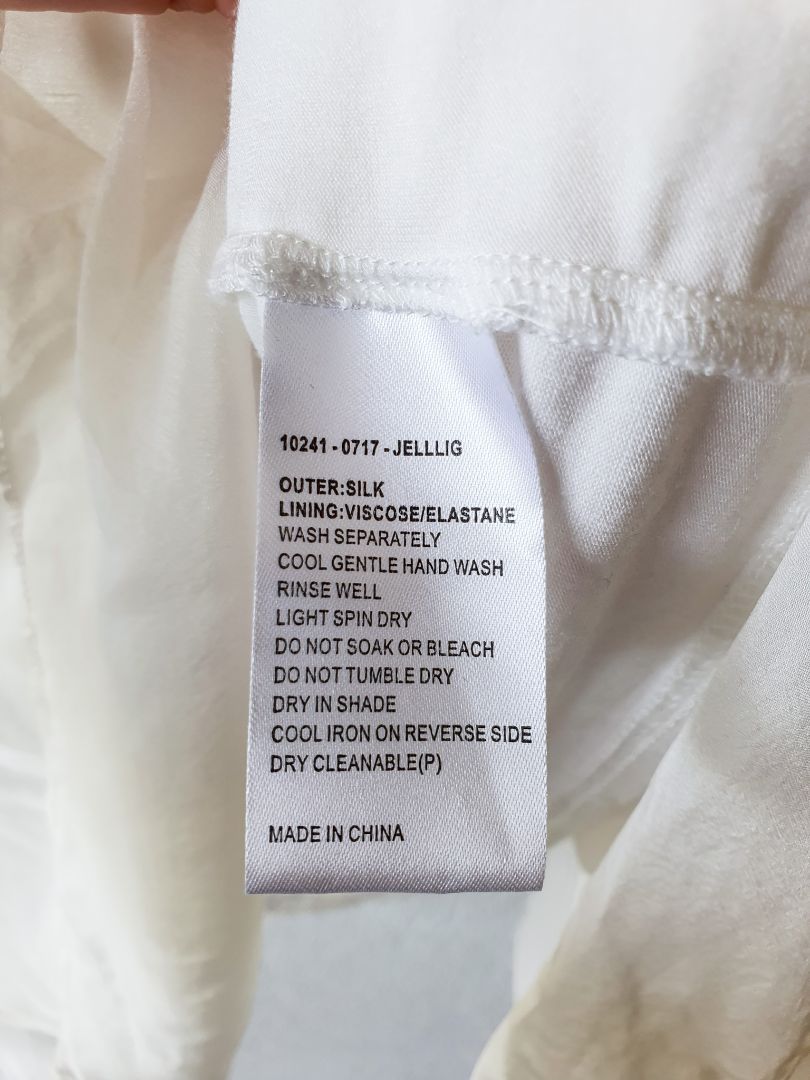 10241 - 0717 - JELLLIG
OUTER:SILK
LINING:VISCOSE/ELASTANE
WASH SEPARATELY
COOL GENTLE HAND WASH
RINSE WELL
LIGHT SPIN DRY
DO NOT SOAK OR BLEACH
DO NOT TUMBLE DRY
DRY IN SHADE
COOL IRON ON REVERSE SIDE
DRY CLEANABLE(P)
MADE IN CHINA